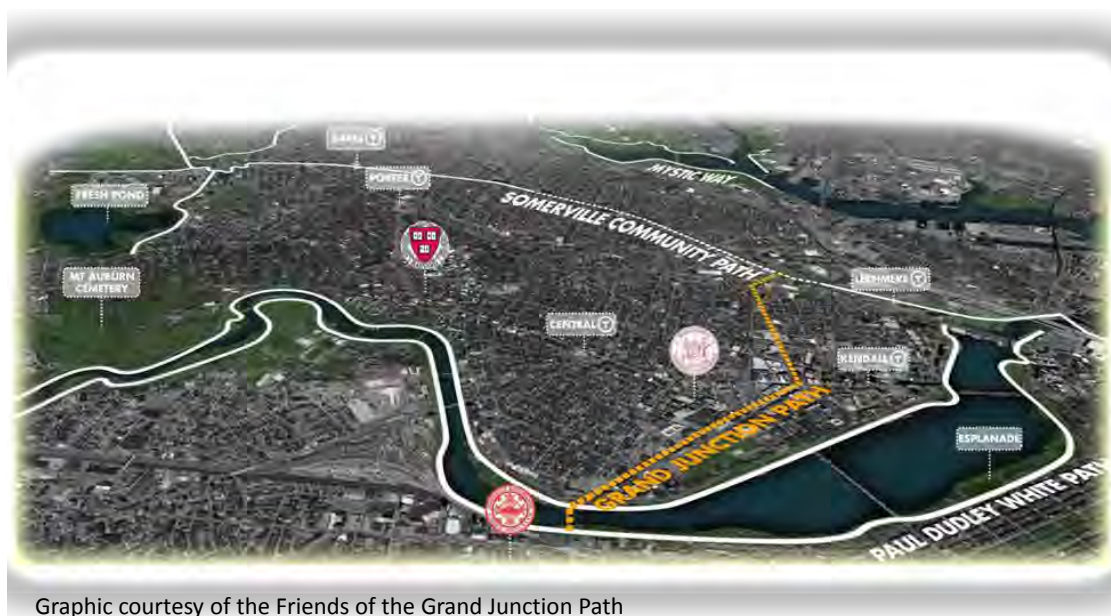 DAVIS T
PORTER T
MYSTIC WAY
FRESH POND
SOMERVILLE COMMUNITY PATH
MT AUBURN
CEMETERY
LECHMERE T
CENTRAL T
KENDALL T
GRAND JUNCTION PATH
ESPLANADE
PAUL DUDLEY WHITE PATH
Graphic courtesy of the Friends of the Grand Junction Path